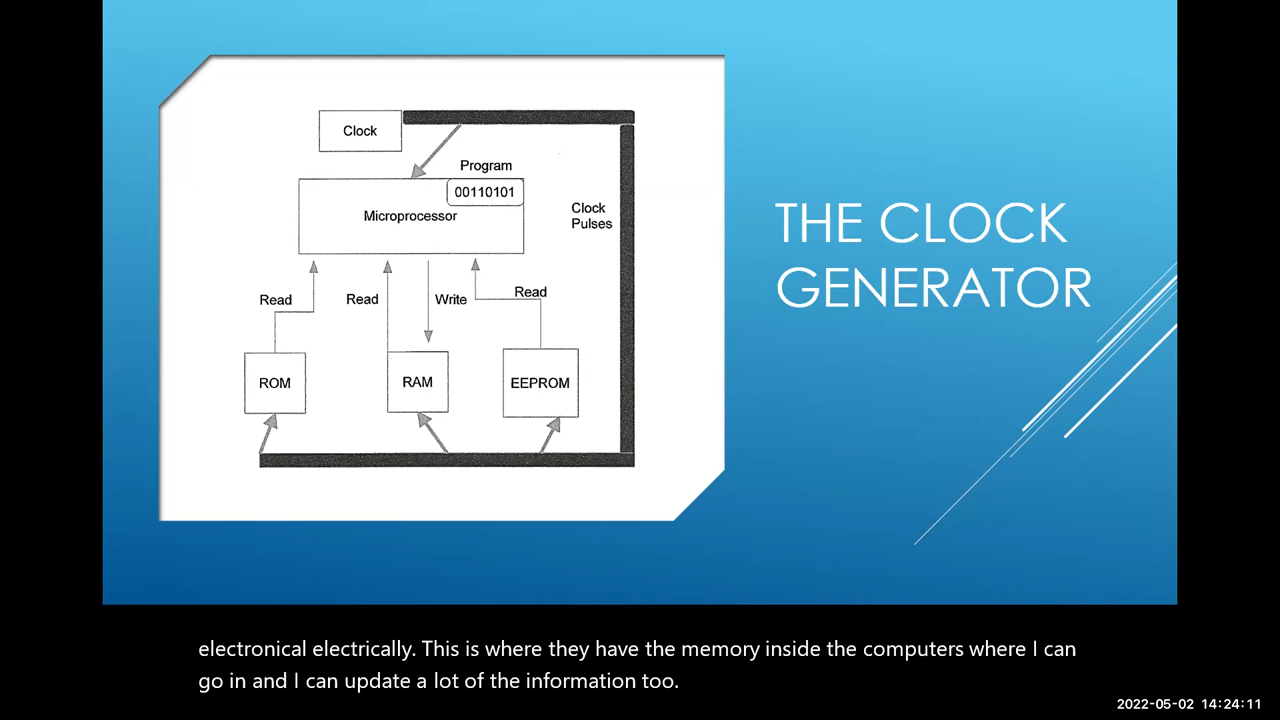 Clock
Program
00110101
Microprocessor
Clock
Pulses
Read
Read
Write
Read
ROM
RAM
EEPROM
THE CLOCK
GENERATOR
electronical electrically. This is where they have the memory inside the computers where I can
go in and I can update a lot of the information too.
2022-05-02 14:24:11